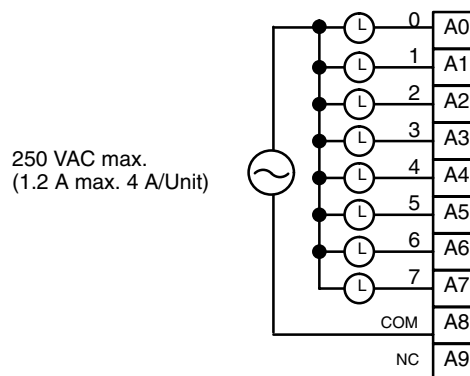 L 0 A0
L 1 A1
L 2 A2
L 3 A3
250 VAC max.
(1.2 A max. 4 A/Unit)
L 4 A4
L 5 A5
L 6 A6
L 7 A7
COM A8
NC A9